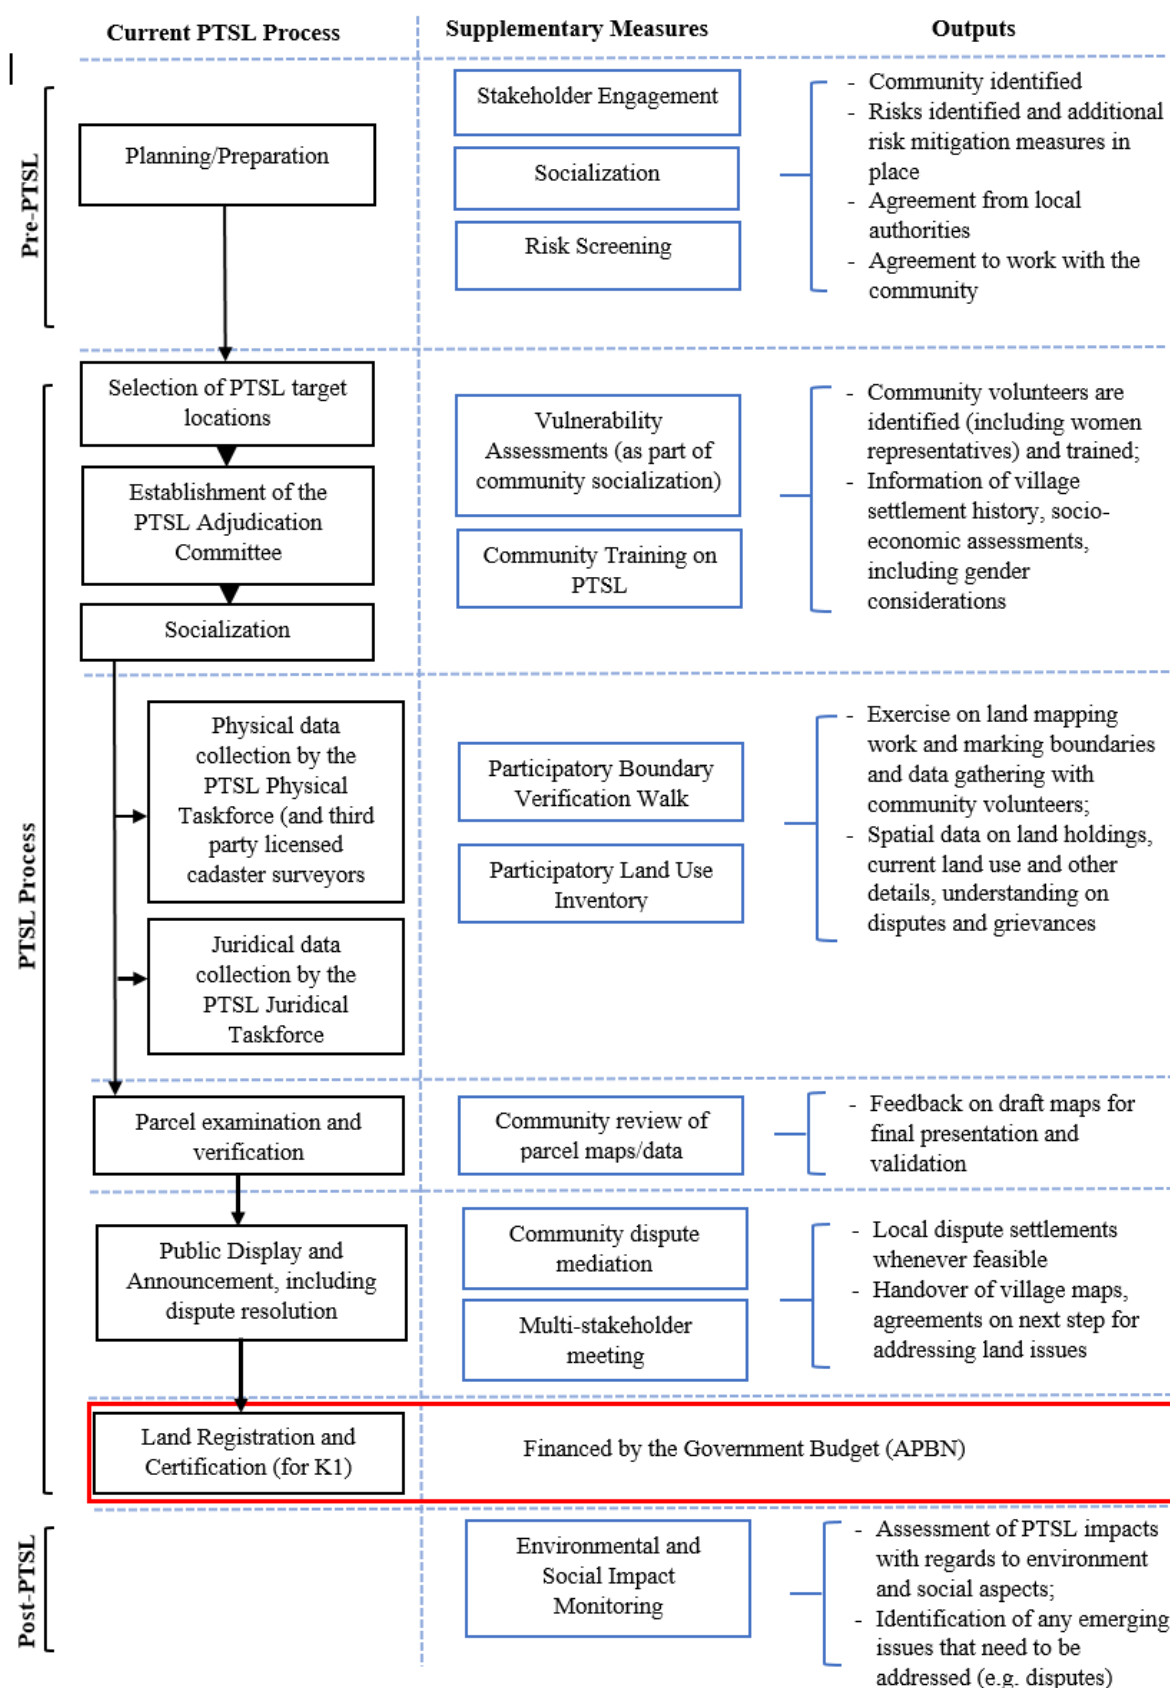 Current PTSL Process
Supplementary Measures
Outputs
Pre-PTSL
Planning/Preparation
Stakeholder Engagement
Socialization
Risk Screening
- Community identified
- Risks identified and additional
risk mitigation measures in
place
- Agreement from local
authorities
- Agreement to work with the
community
PTSL Process
Selection of PTSL target
locations
Establishment of the
PTSL Adjudication
Committee
Socialization
Vulnerability
Assessments (as part of
community socialization)
Community Training on
PTSL
- Community volunteers are
identified (including women
representatives) and trained;
- Information of village
settlement history, socio-
economic assessments,
including gender
considerations
Physical data
collection by the
PTSL Physical
Taskforce (and third
party licensed
cadaster surveyors
Juridical data
collection by the
PTSL Juridical
Taskforce
Participatory Boundary
Verification Walk
Participatory Land Use
Inventory
- Exercise on land mapping
work and marking boundaries
and data gathering with
community volunteers;
- Spatial data on land holdings,
current land use and other
details, understanding on
disputes and grievances
Parcel examination and
verification
Community review of
parcel maps/data
- Feedback on draft maps for
final presentation and
validation
Public Display and
Announcement, including
dispute resolution
Community dispute
mediation
Multi-stakeholder
meeting
- Local dispute settlements
whenever feasible
- Handover of village maps,
agreements on next step for
addressing land issues
Land Registration and
Certification (for K1)
Financed by the Government Budget (APBN)
Post-PTSL
Environmental and
Social Impact
Monitoring
- Assessment of PTSL impacts
with regards to environment
and social aspects;
- Identification of any emerging
issues that need to be
addressed (e.g. disputes)